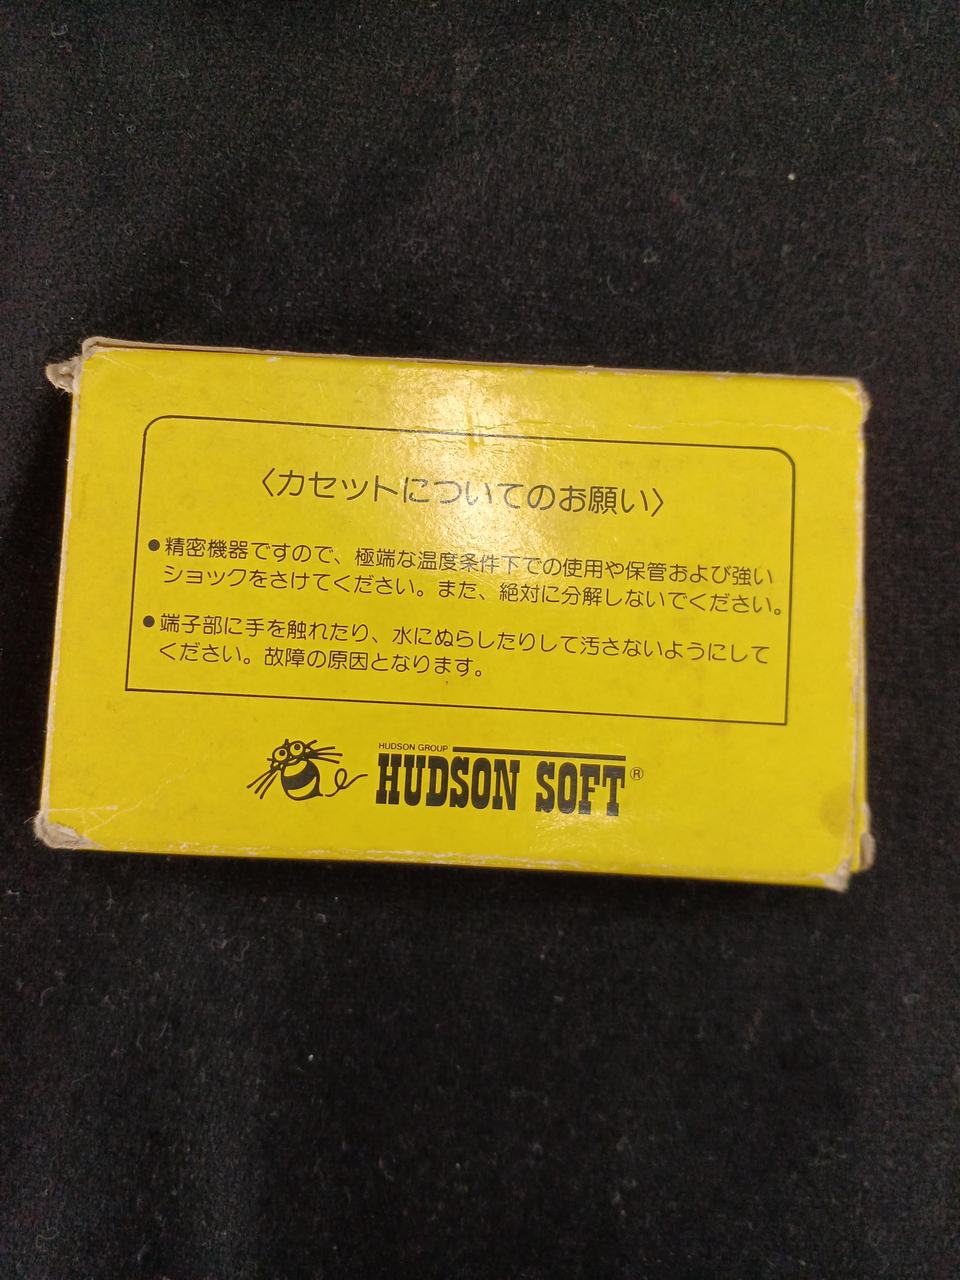 〈カセットについてのお願い〉
●精密機器ですので、極端な温度条件下での使用や保管および強い
ショックをさけてください。また、絶対に分解しないでください。
●端子部に手を触れたり、水にぬらしたりして汚さないようにして
ください。故障の原因となります。
HUDSON GROUP
HUDSON SOFT®